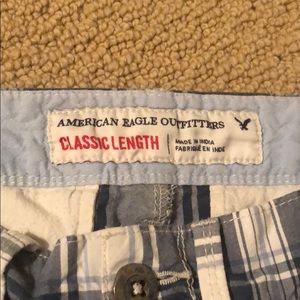 AMERICAN EAGLE OUTFITTERS
CLASSIC LENGTH
MADE IN INDIA
FABRIQUÉ EN INDE